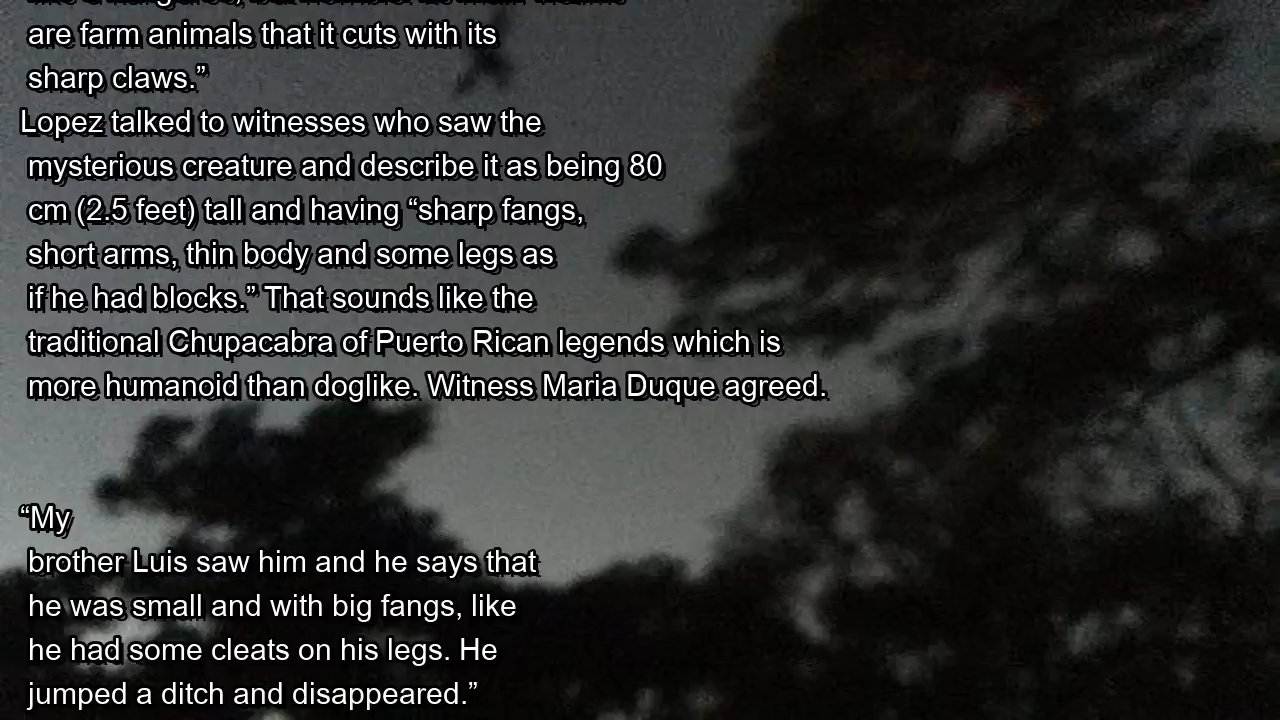 are farm animals that it cuts with its
sharp claws.”
Lopez talked to witnesses who saw the
mysterious creature and describe it as being 80
cm (2.5 feet) tall and having “sharp fangs,
short arms, thin body and some legs as
if he had blocks.” That sounds like the
traditional Chupacabra of Puerto Rican legends which is
more humanoid than doglike. Witness Maria Duque agreed.
“My
brother Luis saw him and he says that
he was small and with big fangs, like
he had some cleats on his legs. He
jumped a ditch and disappeared.”